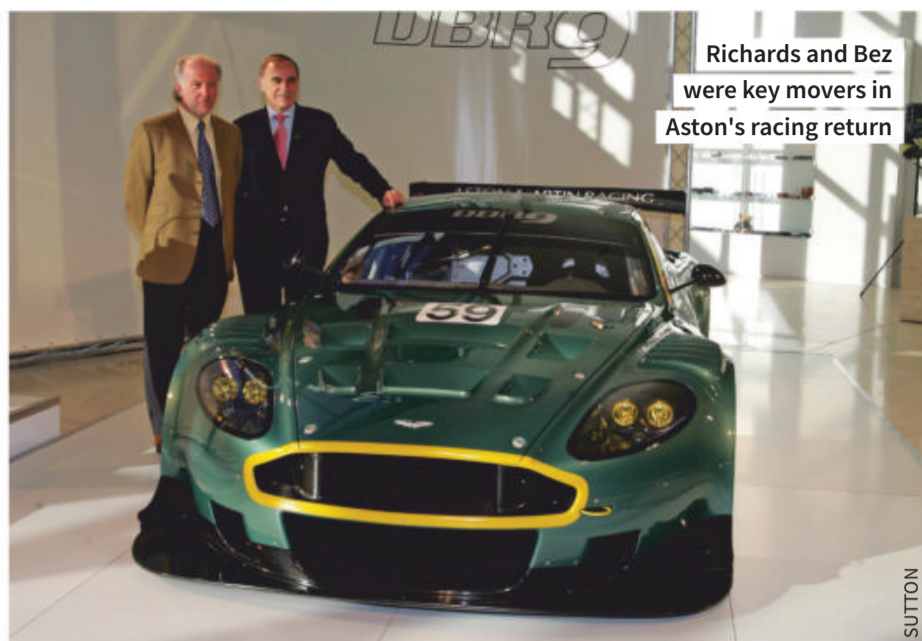 DBR9
Richards and Bez
were key movers in
Aston's racing return
ASTON MARTIN RACING
DBR9
59
SUTTON